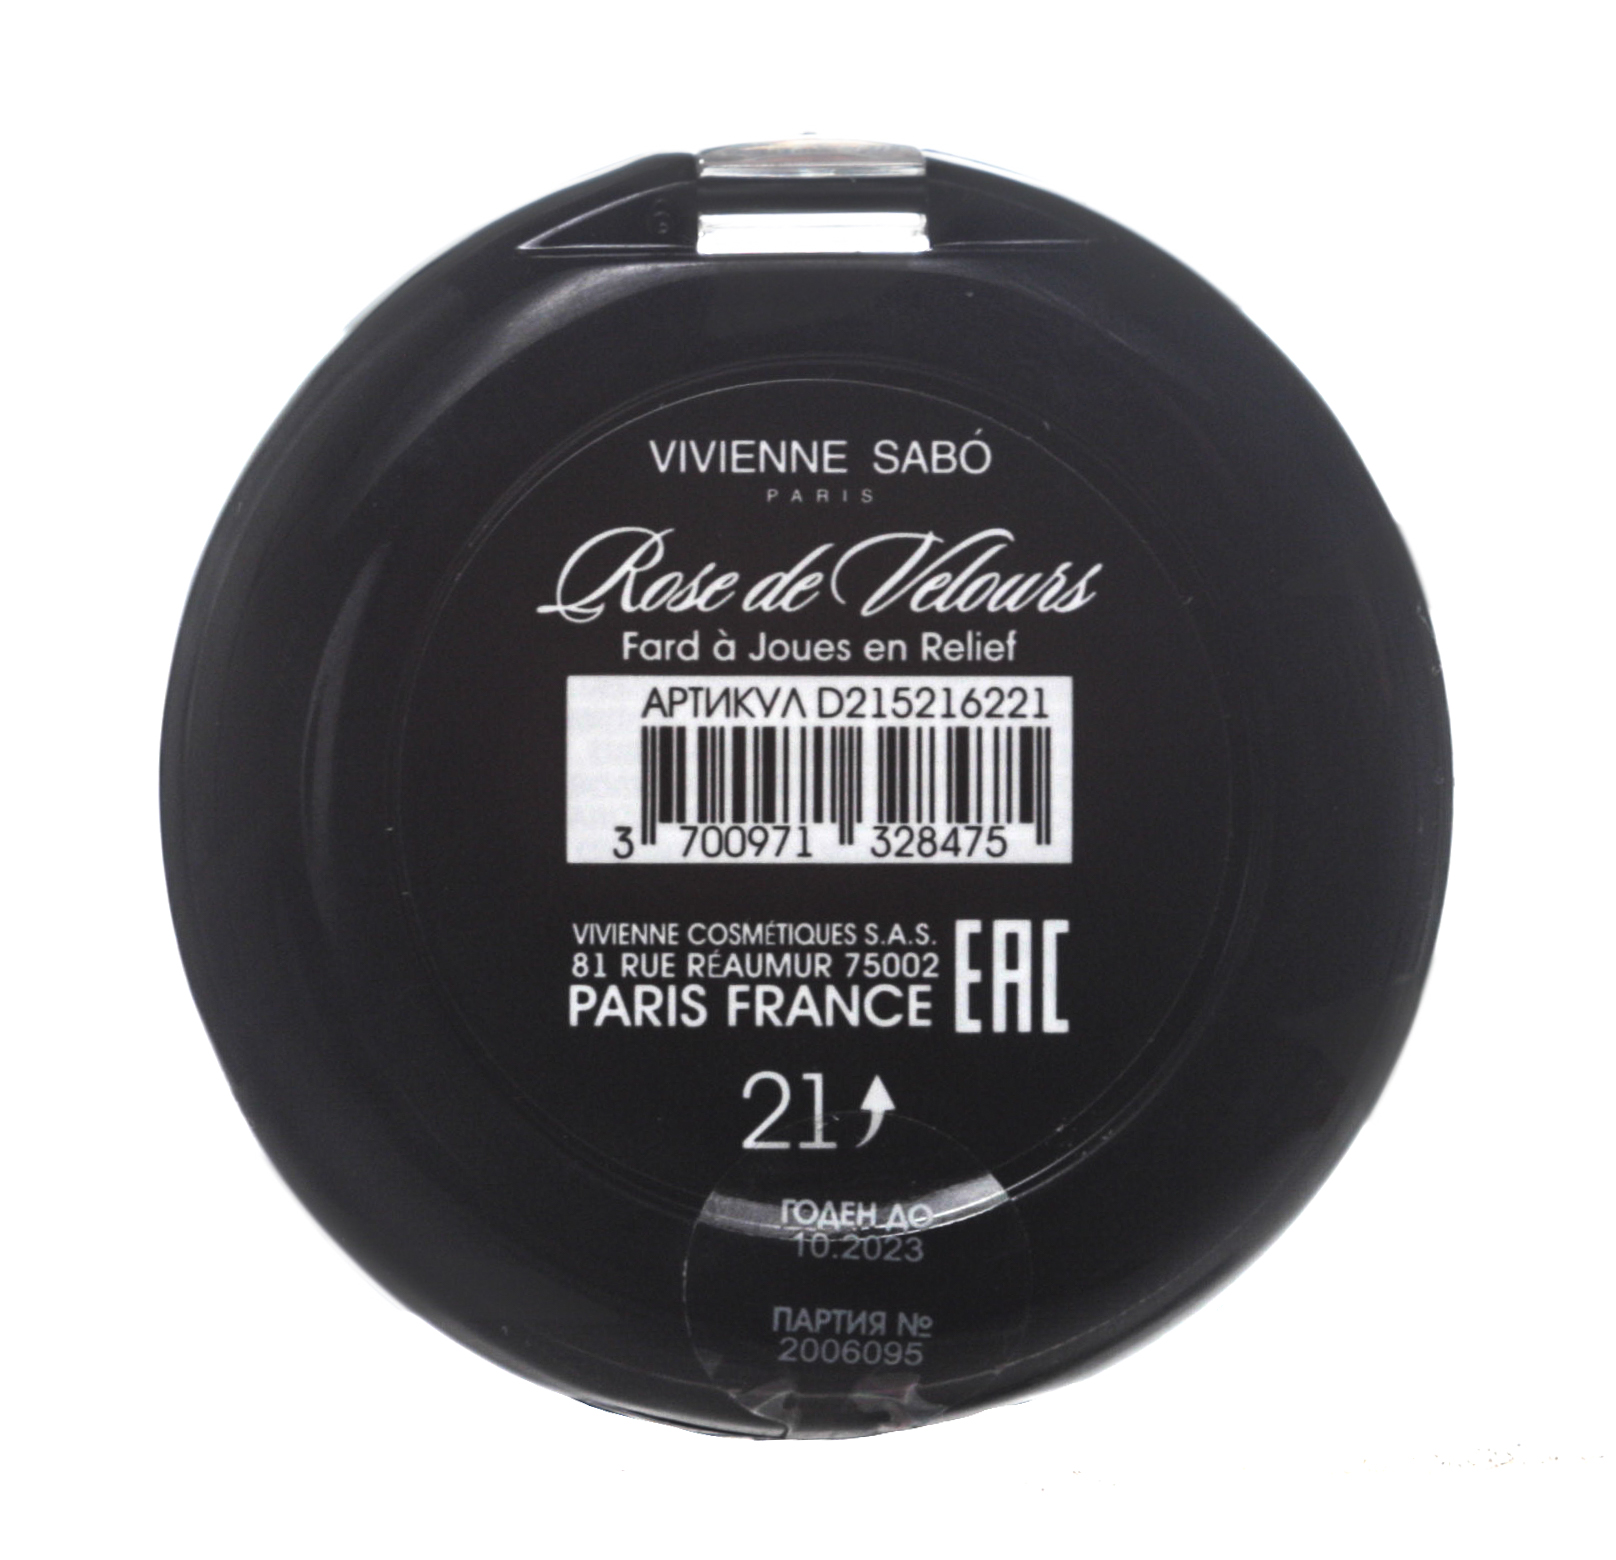 VIVIENNE SABÓ
PARIS
Rose de Velours
Fard à Joues en Relief
АРТИКУЛ D215216221
3 700971 328475
VIVIENNE COSMÉTIQUES S.A.S.
81 RUE RÉAUMUR 75002
PARIS FRANCE
EAC
21
ГОДЕН ДО
10.2023
ПАРТИЯ №
2006095